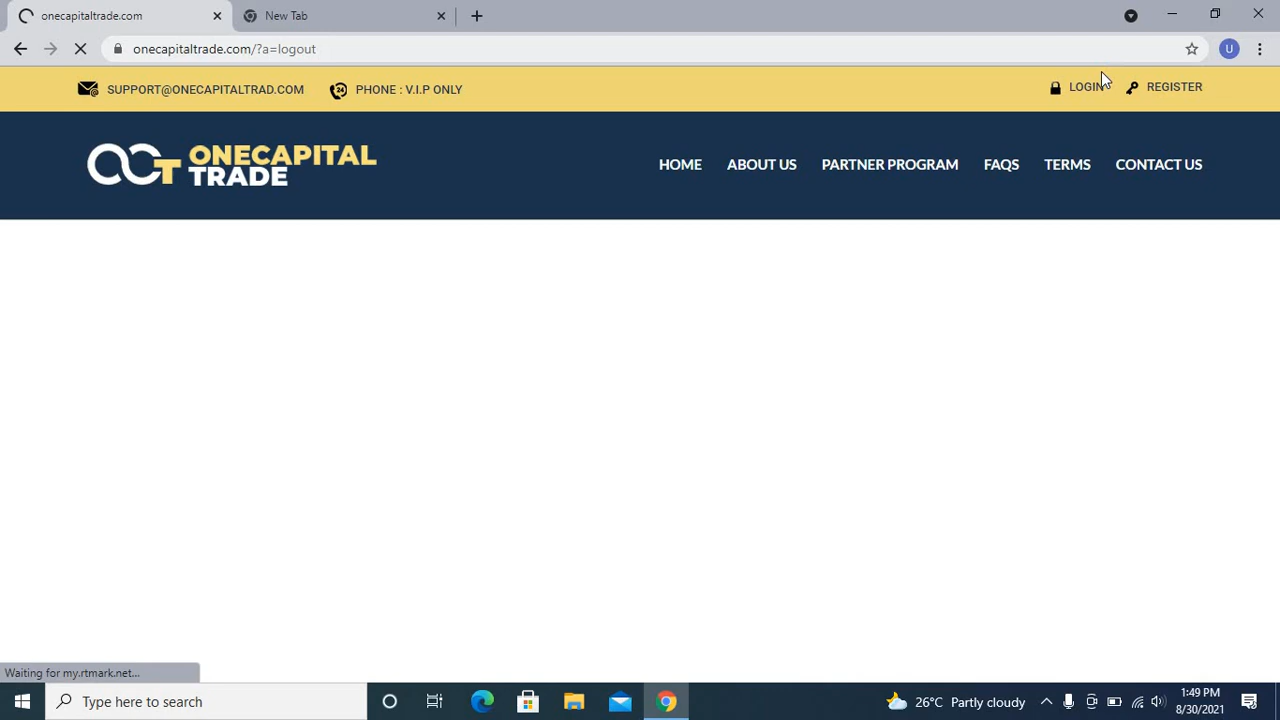 onecapitaltrade.com
New Tab
onecapitaltrade.com/?a=logout
U
SUPPORT@ONECAPITALTRAD.COM
24
PHONE : V.I.P ONLY
LOGIN
REGISTER
OCT ONECAPITAL
TRADE
HOME
ABOUT US
PARTNER PROGRAM
FAQS
TERMS
CONTACT US
Waiting for my.rtmark.net...
Type here to search
26°C Partly cloudy
1:49 PM
8/30/2021